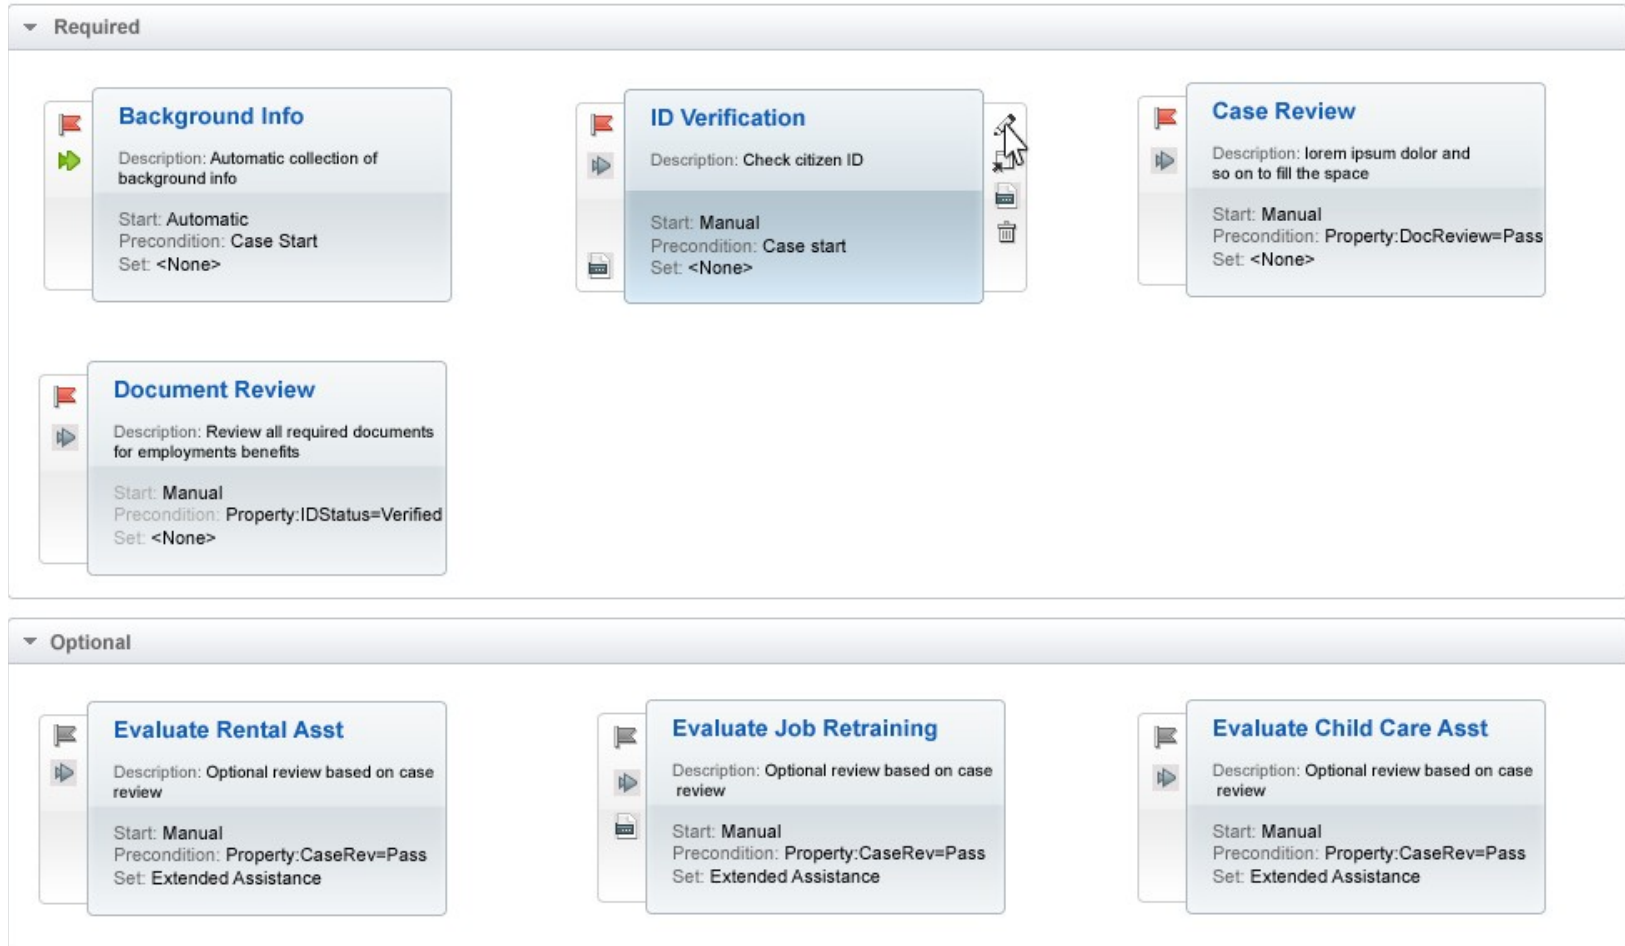 Required
Background Info
Description: Automatic collection of
background info
Start: Automatic
Precondition: Case Start
Set: <None>
ID Verification
Description: Check citizen ID
Start: Manual
Precondition: Case start
Set: <None>
Case Review
Description: lorem ipsum dolor and
so on to fill the space
Start: Manual
Precondition: Property:DocReview=Pass
Set: <None>
Document Review
Description: Review all required documents
for employments benefits
Start: Manual
Precondition: Property:IDStatus=Verified
Set: <None>
Optional
Evaluate Rental Asst
Description: Optional review based on case
review
Start: Manual
Precondition: Property:CaseRev=Pass
Set: Extended Assistance
Evaluate Job Retraining
Description: Optional review based on case
review
Start: Manual
Precondition: Property:CaseRev=Pass
Set: Extended Assistance
Evaluate Child Care Asst
Description: Optional review based on case
review
Start: Manual
Precondition: Property:CaseRev=Pass
Set: Extended Assistance